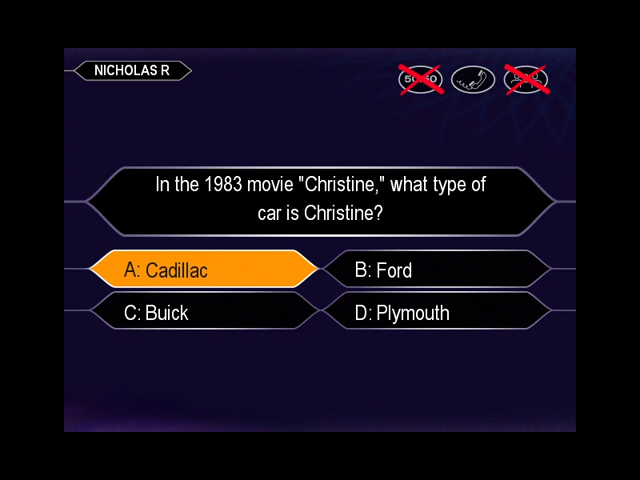 NICHOLAS R
50:50
In the 1983 movie "Christine," what type of
car is Christine?
A: Cadillac
B: Ford
C: Buick
D: Plymouth